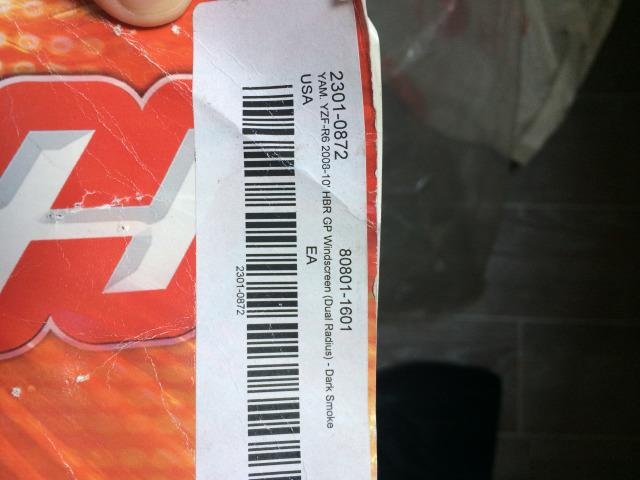 2301-0872 80801-1601
YAM. YZF-R6 2008-10' HBR GP Windscreen (Dual Radius) - Dark Smoke
USA EA
2301-0872
H